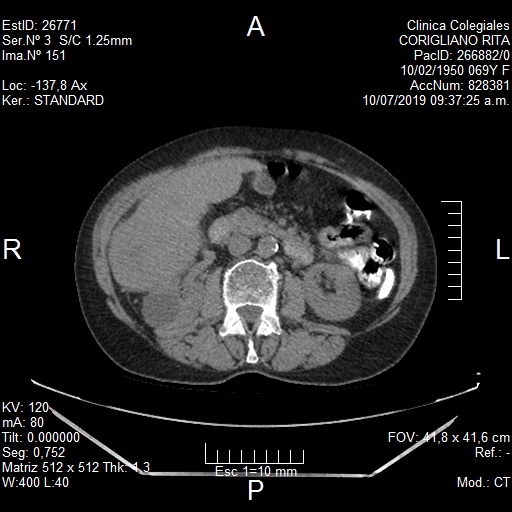 EstID: 26771
Ser.Nº 3 S/C 1.25mm
Ima.Nº 151
Loc: -137,8 Ax
Ker.: STANDARD
A
Clinica Colegiales
CORIGLIANO RITA
PacID: 266882/0
10/02/1950 069Y F
AccNum: 828381
10/07/2019 09:37:25 a.m.
R
L
KV: 120
mA: 80
Tilt: 0.000000
Seg: 0,752
Matriz 512 x 512 Thk: 1.3
W:400 L:40
Esc 1=10 mm
P
FOV: 41,8 x 41,6 cm
Ref.: -
Mod.: CT